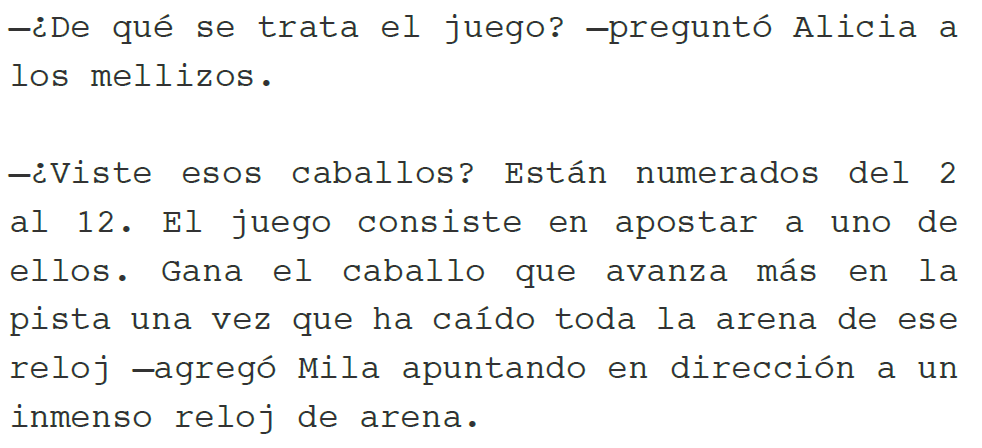 —¿De qué se trata el juego? —preguntó Alicia a
los mellizos.
—¿Viste esos caballos? Están numerados del 2
al 12. El juego consiste en apostar a uno de
ellos. Gana el caballo que avanza más en la
pista una vez que ha caído toda la arena de ese
reloj —agregó Mila apuntando en dirección a un
inmenso reloj de arena.